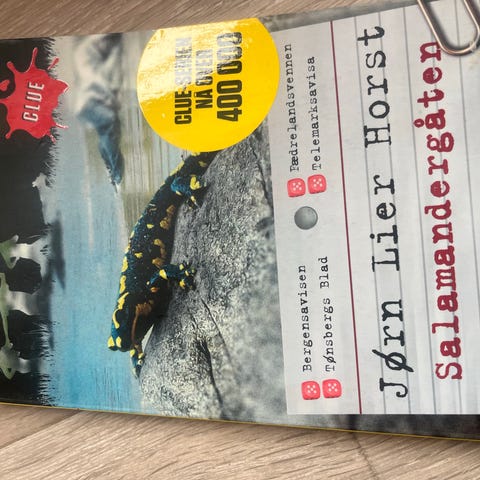 CLUE
CLUE-SERIEN
NÅ OVER
400 000
Bergensavisen
Fædrelandsvennen
Tønsbergs Blad
Telemarksavisa
Jørn Lier Horst
Salamandergåten